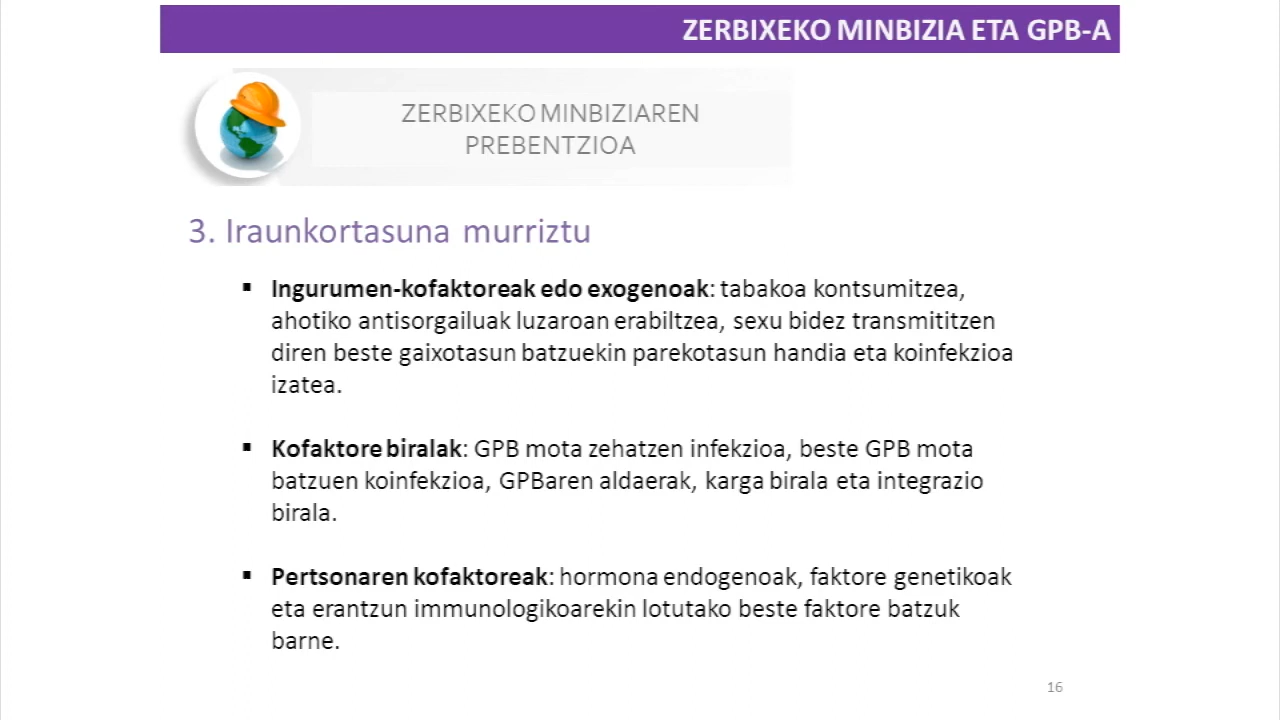 ZERBIXEKO MINBIZIA ETA GPB-A
ZERBIXEKO MINBIZIAREN
PREBENTZIOA
3. Iraunkortasuna murriztu
▪ Ingurumen-kofaktoreak edo exogenoak: tabakoa kontsumitzea,
ahotiko antisorgailuak luzaroan erabiltzea, sexu bidez transmititzen
diren beste gaixotasun batzuekin parekotasun handia eta koinfekzioa
izatea.
▪ Kofaktore biralak: GPB mota zehatzen infekzioa, beste GPB mota
batzuen koinfekzioa, GPBaren aldaerak, karga birala eta integrazio
birala.
▪ Pertsonaren kofaktoreak: hormona endogenoak, faktore genetikoak
eta erantzun immunologikoarekin lotutako beste faktore batzuk
barne.
16